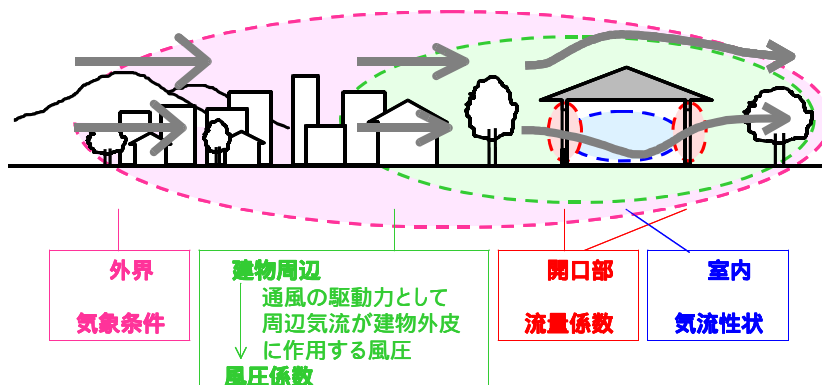 外界
気象条件
建物周辺
通風の駆動力として
周辺気流が建物外皮
に作用する風圧
風圧係数
開口部
流量係数
室内
気流性状